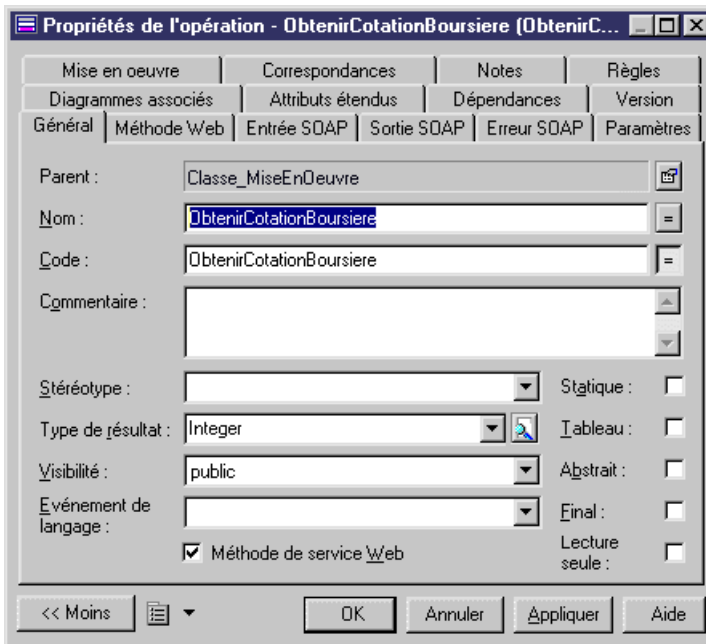 Propriétés de l'opération - ObtenirCotationBoursiere (ObtenirC...
Mise en oeuvre Correspondances Notes Règles
Diagrammes associés Attributs étendus Dépendances Version
Général Méthode Web Entrée SOAP Sortie SOAP Erreur SOAP Paramètres
Parent : Classe_MiseEnOeuvre
Nom : ObtenirCotationBoursiere =
Code : ObtenirCotationBoursiere =
Commentaire :
Stéréotype : Statique :
Type de résultat : Integer Tableau :
Visibilité : public Abstrait :
Evénement de
langage : Final :
Méthode de service Web Lecture
seule :
<< Moins OK Annuler Appliquer Aide